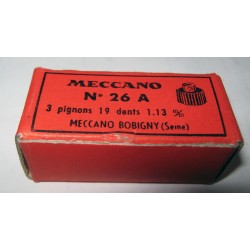 MECCANO
N° 26 A
3 pignons 19 dents 1.13
MECCANO BOBIGNY (Seine)